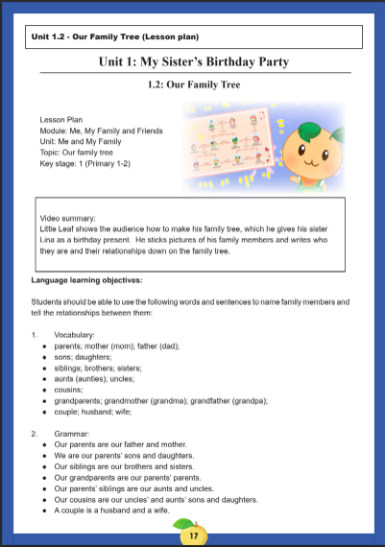 Unit 1.2 - Our Family Tree (Lesson plan)
Unit 1: My Sister's Birthday Party
1.2: Our Family Tree
Lesson Plan
Module: Me, My Family and Friends
Unit: Me and My Family
Topic: Our family tree
Key stage: 1 (Primary 1-2)
Video summary:
Little Leaf shows the audience how to make his family tree, which he gives his sister
Lina as a birthday present. He sticks pictures of his family members and writes who
they are and their relationships down on the family tree.
Language learning objectives:
Students should be able to use the following words and sentences to name family members and
tell the relationships between them:
1. Vocabulary:
• parents; mother (mom); father (dad);
• sons; daughters;
• siblings; brothers; sisters;
• aunts (aunties); uncles;
• cousins;
• grandparents; grandmother (grandma); grandfather (grandpa);
• couple; husband; wife;
2. Grammar:
• Our parents are our father and mother.
• We are our parents' sons and daughters.
• Our siblings are our brothers and sisters.
• Our grandparents are our parents' parents.
• Our parents' siblings are our aunts and uncles.
• Our cousins are our uncles' and aunts' sons and daughters.
• A couple is a husband and a wife.
17